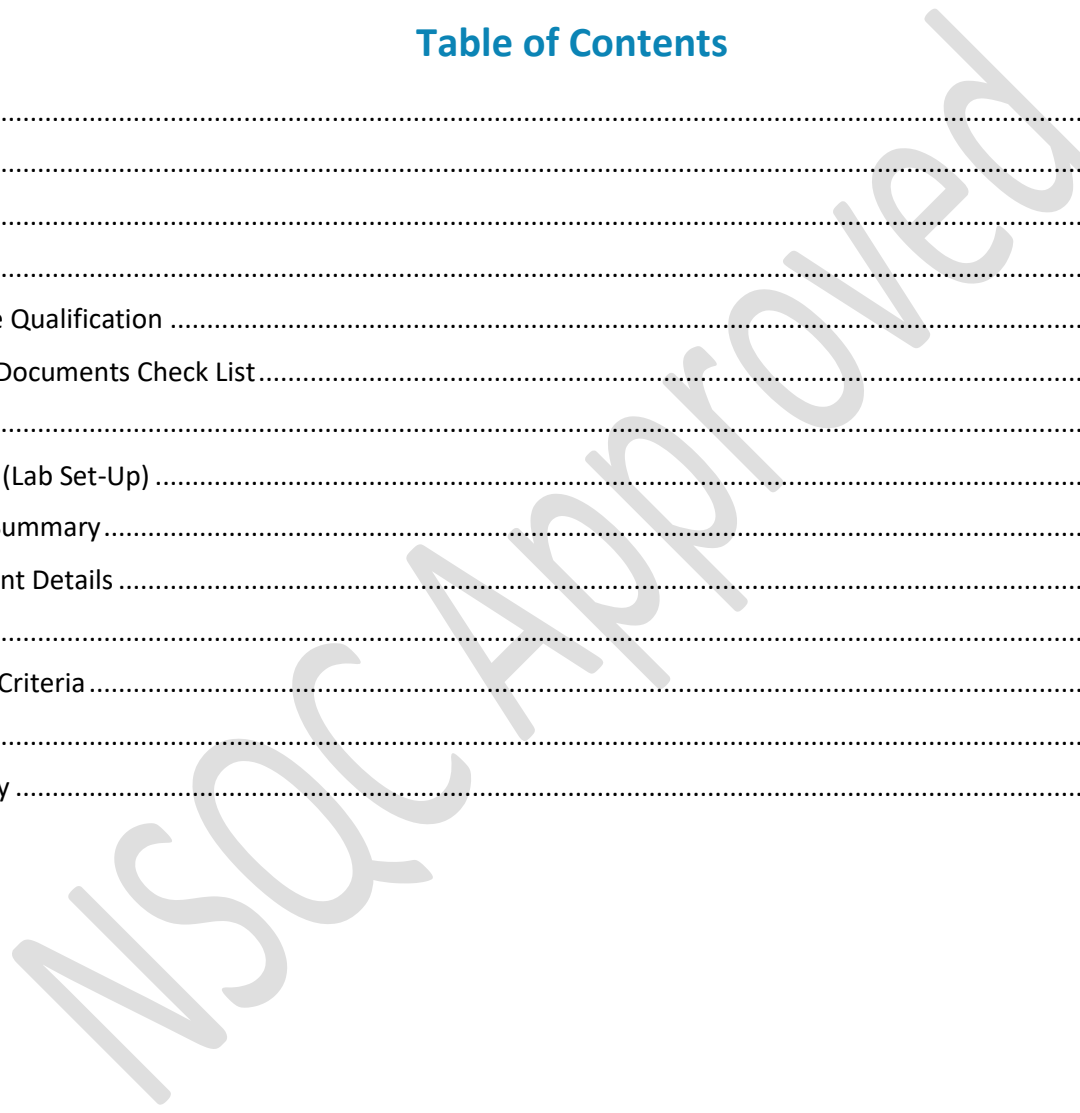 Table of Contents
................................................................
................................................................
................................................................
................................................................
e Qualification ................................................................
Documents Check List ................................................................
................................................................
(Lab Set-Up) ................................................................
ummary ................................................................
nt Details ................................................................
................................................................
Criteria ................................................................
................................................................
y ................................................................
NSQC Approved